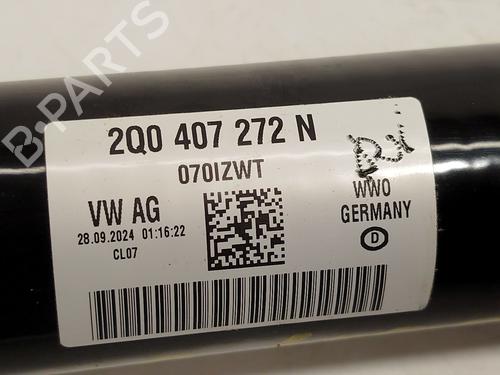 B-PARTS
2Q0 407 272 N
070IZWT
VW AG
28.09.2024 01:16:22
CL07
WWO
GERMANY
D